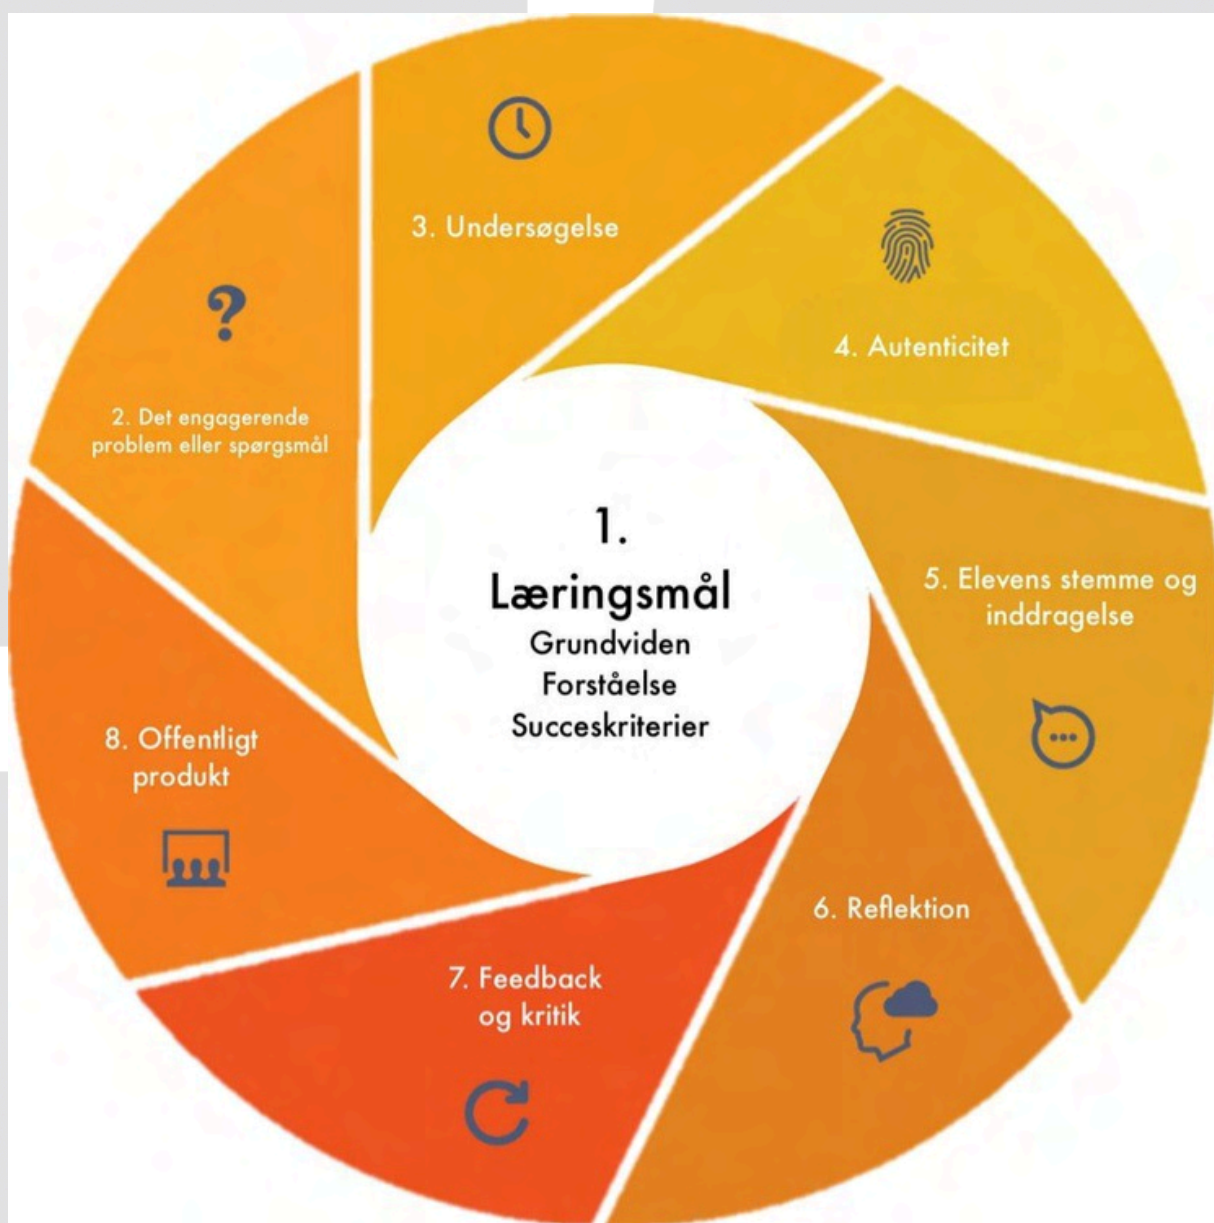 1.
Læringsmål
Grundviden
Forståelse
Succeskriterier
2. Det engagerende
problem eller spørgsmål
3. Undersøgelse
4. Autenticitet
5. Elevens stemme og
inddragelse
6. Reflektion
7. Feedback
og kritik
8. Offentligt
produkt